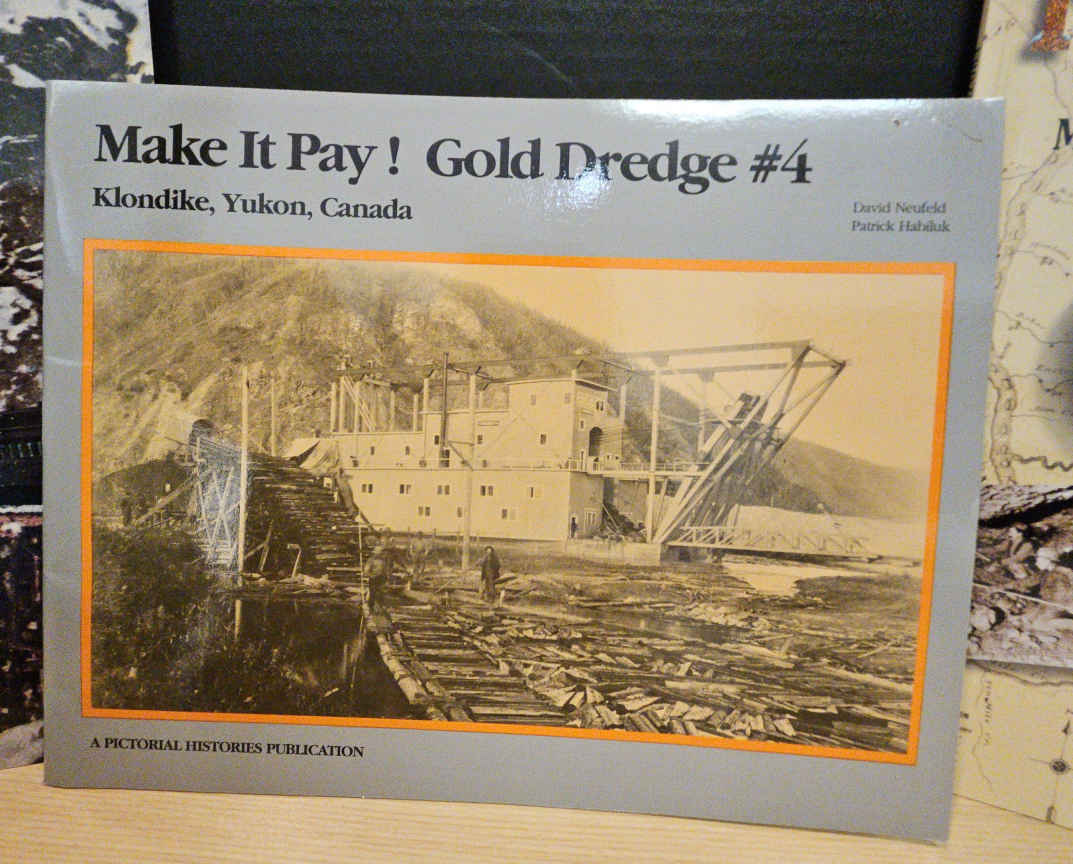 Make It Pay! Gold Dredge #4
Klondike, Yukon, Canada
David Neufeld
Patrick Habiluk
A PICTORIAL HISTORIES PUBLICATION